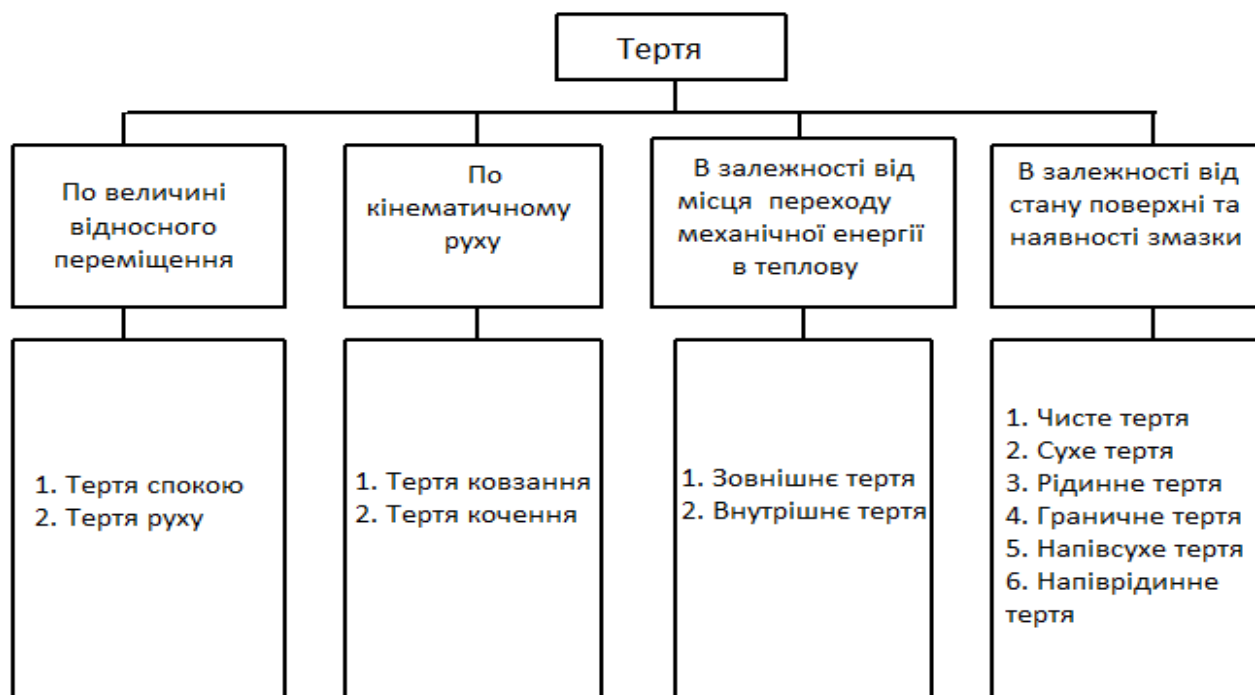 Тертя
По величині
відносного
переміщення
По
кінематичному
руху
В залежності від
місця переходу
механічної енергії
в теплову
В залежності від
стану поверхні та
наявності змазки
1. Тертя спокою
2. Тертя руху
1. Тертя ковзання
2. Тертя кочення
1. Зовнішнє тертя
2. Внутрішнє тертя
1. Чисте тертя
2. Сухе тертя
3. Рідинне тертя
4. Граничне тертя
5. Напівсухе тертя
6. Напіврідинне
тертя